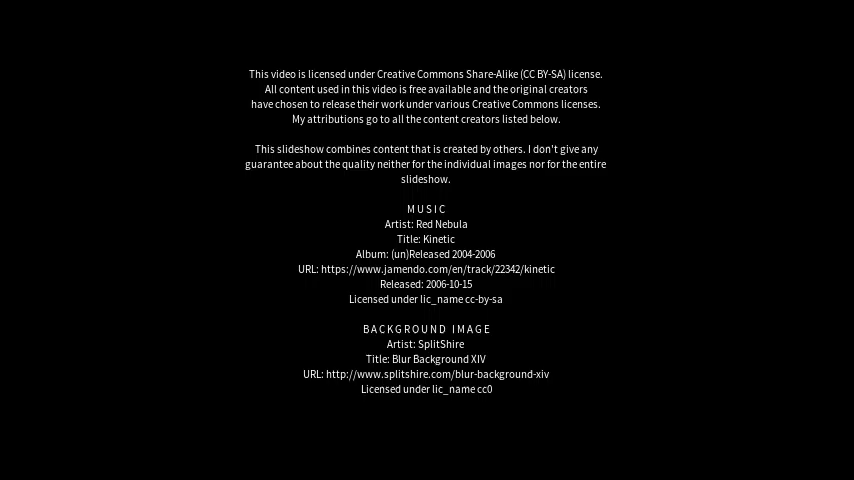 This video is licensed under Creative Commons Share-Alike (CC BY-SA) license.
All content used in this video is free available and the original creators
have chosen to release their work under various Creative Commons licenses.
My attributions go to all the content creators listed below.
This slideshow combines content that is created by others. I don't give any
guarantee about the quality neither for the individual images nor for the entire
slideshow.
MUSIC
Artist: Red Nebula
Title: Kinetic
Album: (un)Released 2004-2006
URL: https://www.jamendo.com/en/track/22342/kinetic
Released: 2006-10-15
Licensed under lic_name cc-by-sa
BACKGROUND IMAGE
Artist: SplitShire
Title: Blur Background XIV
URL: http://www.splitshire.com/blur-background-xiv
Licensed under lic_name cc0